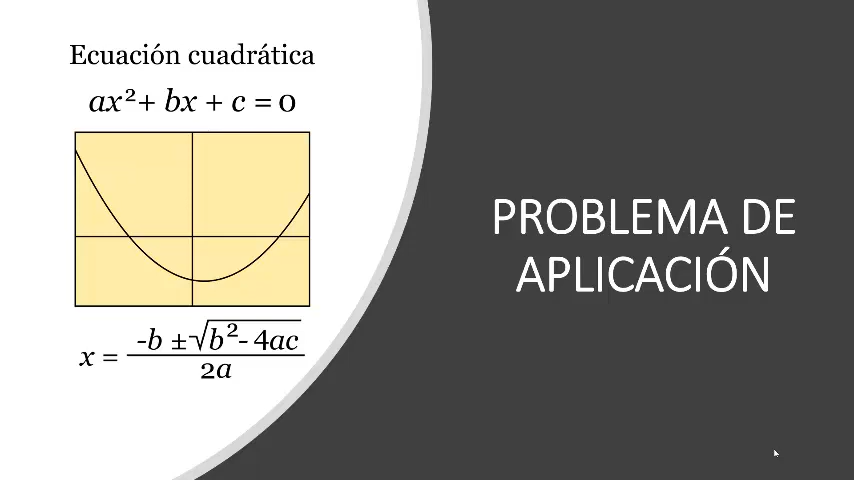 Ecuación cuadrática
ax²+ bx + c = 0
x = -b ±√b²- 4ac
2a
PROBLEMA DE
APLICACIÓN